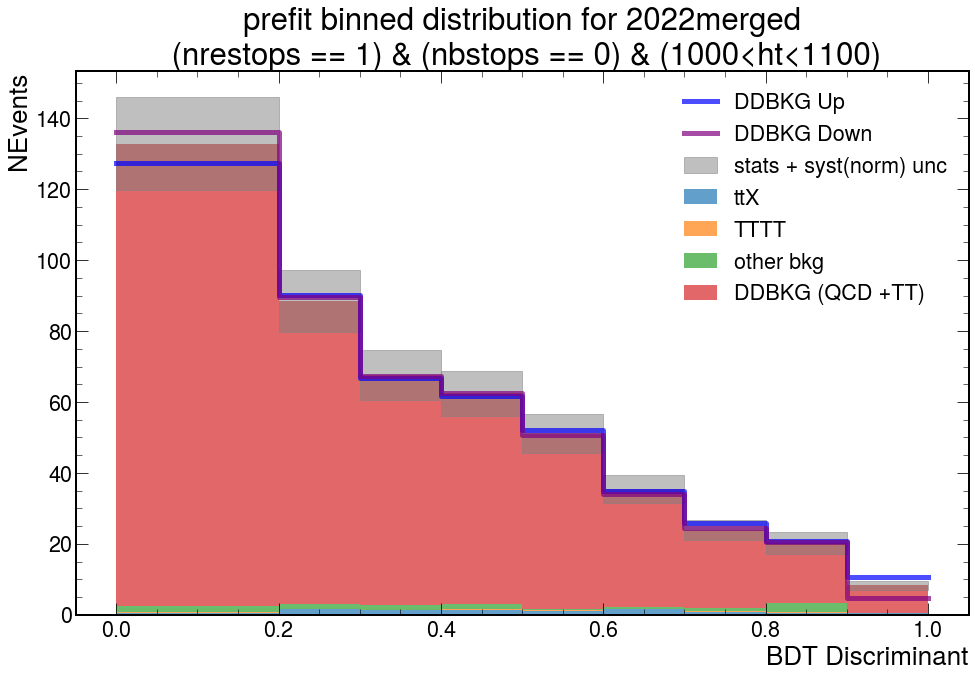 prefit binned distribution for 2022merged
(nrestops == 1) & (nbstops == 0) & (1000<ht<1100)
NEvents
140
120
100
80
60
40
20
0
DDBKG Up
DDBKG Down
stats + syst(norm) unc
ttX
TTTT
other bkg
DDBKG (QCD +TT)
0.0 0.2 0.4 0.6 0.8 1.0
BDT Discriminant